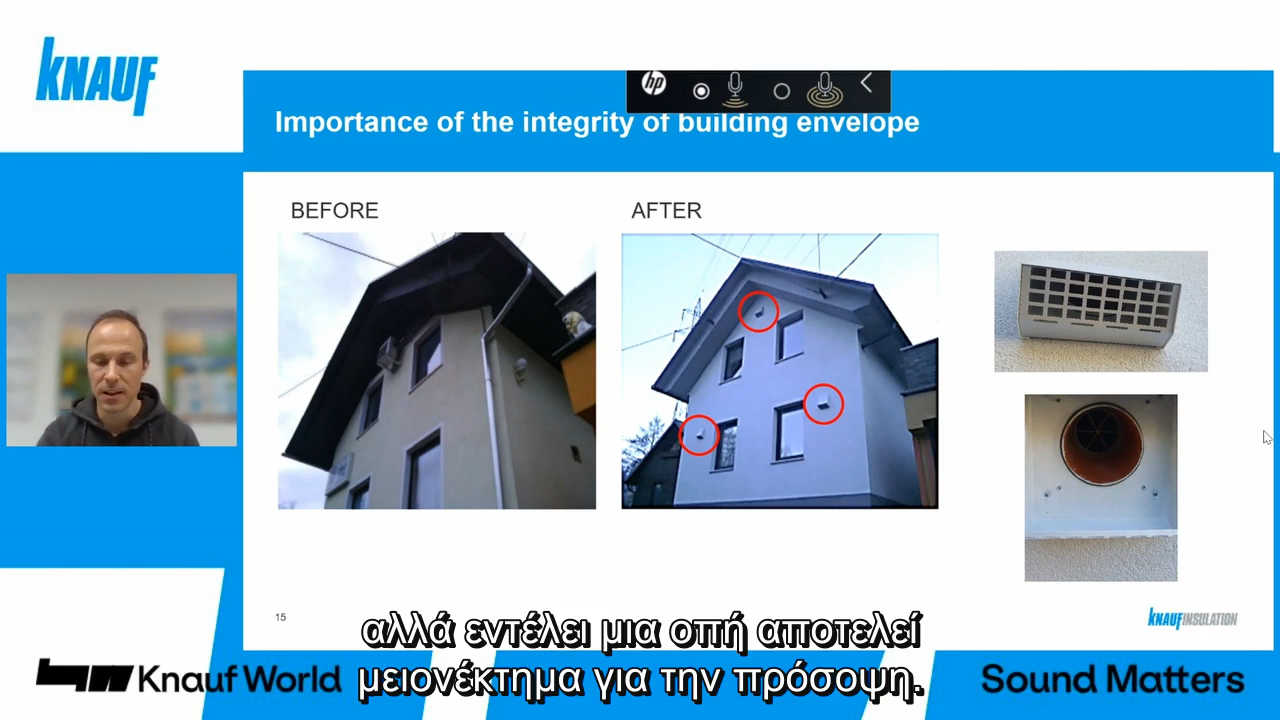 KNAUF
hp
Importance of the integrity of building envelope
BEFORE
AFTER
15
KNAUFINSULATION
αλλά εντέλει μια οπή αποτελεί
μειονέκτημα για την πρόσοψη.
Knauf World
Sound Matters